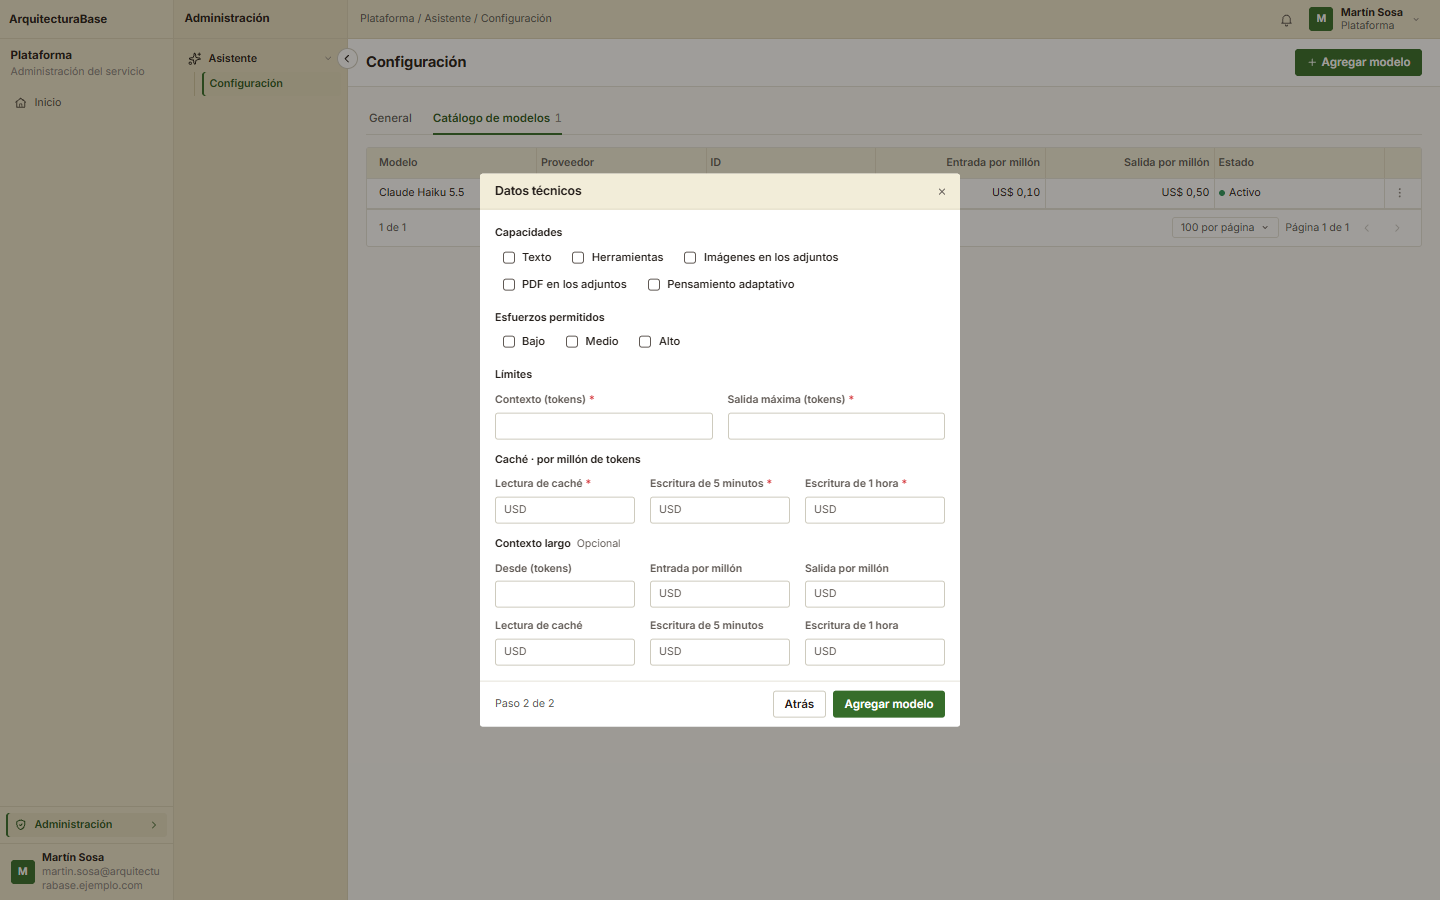 ArquitecturaBase
Plataforma
Administración del servicio
Inicio
Administración
Martín Sosa
martin.sosa@arquitectu
rabase.ejemplo.com
Administración
Asistente
Configuración
Plataforma / Asistente / Configuración
M
Martín Sosa
Plataforma
Configuración
+ Agregar modelo
General
Catálogo de modelos 1
Modelo Proveedor ID Entrada por millón Salida por millón Estado
Claude Haiku 5.5 US$ 0,10 US$ 0,50 Activo
1 de 1 100 por página Página 1 de 1
Datos técnicos ×
Capacidades
Texto Herramientas Imágenes en los adjuntos
PDF en los adjuntos Pensamiento adaptativo
Esfuerzos permitidos
Bajo Medio Alto
Límites
Contexto (tokens) * Salida máxima (tokens) *
Caché · por millón de tokens
Lectura de caché * Escritura de 5 minutos * Escritura de 1 hora *
USD USD USD
Contexto largo Opcional
Desde (tokens) Entrada por millón Salida por millón
USD USD
Lectura de caché Escritura de 5 minutos Escritura de 1 hora
USD USD USD
Paso 2 de 2 Atrás Agregar modelo
M